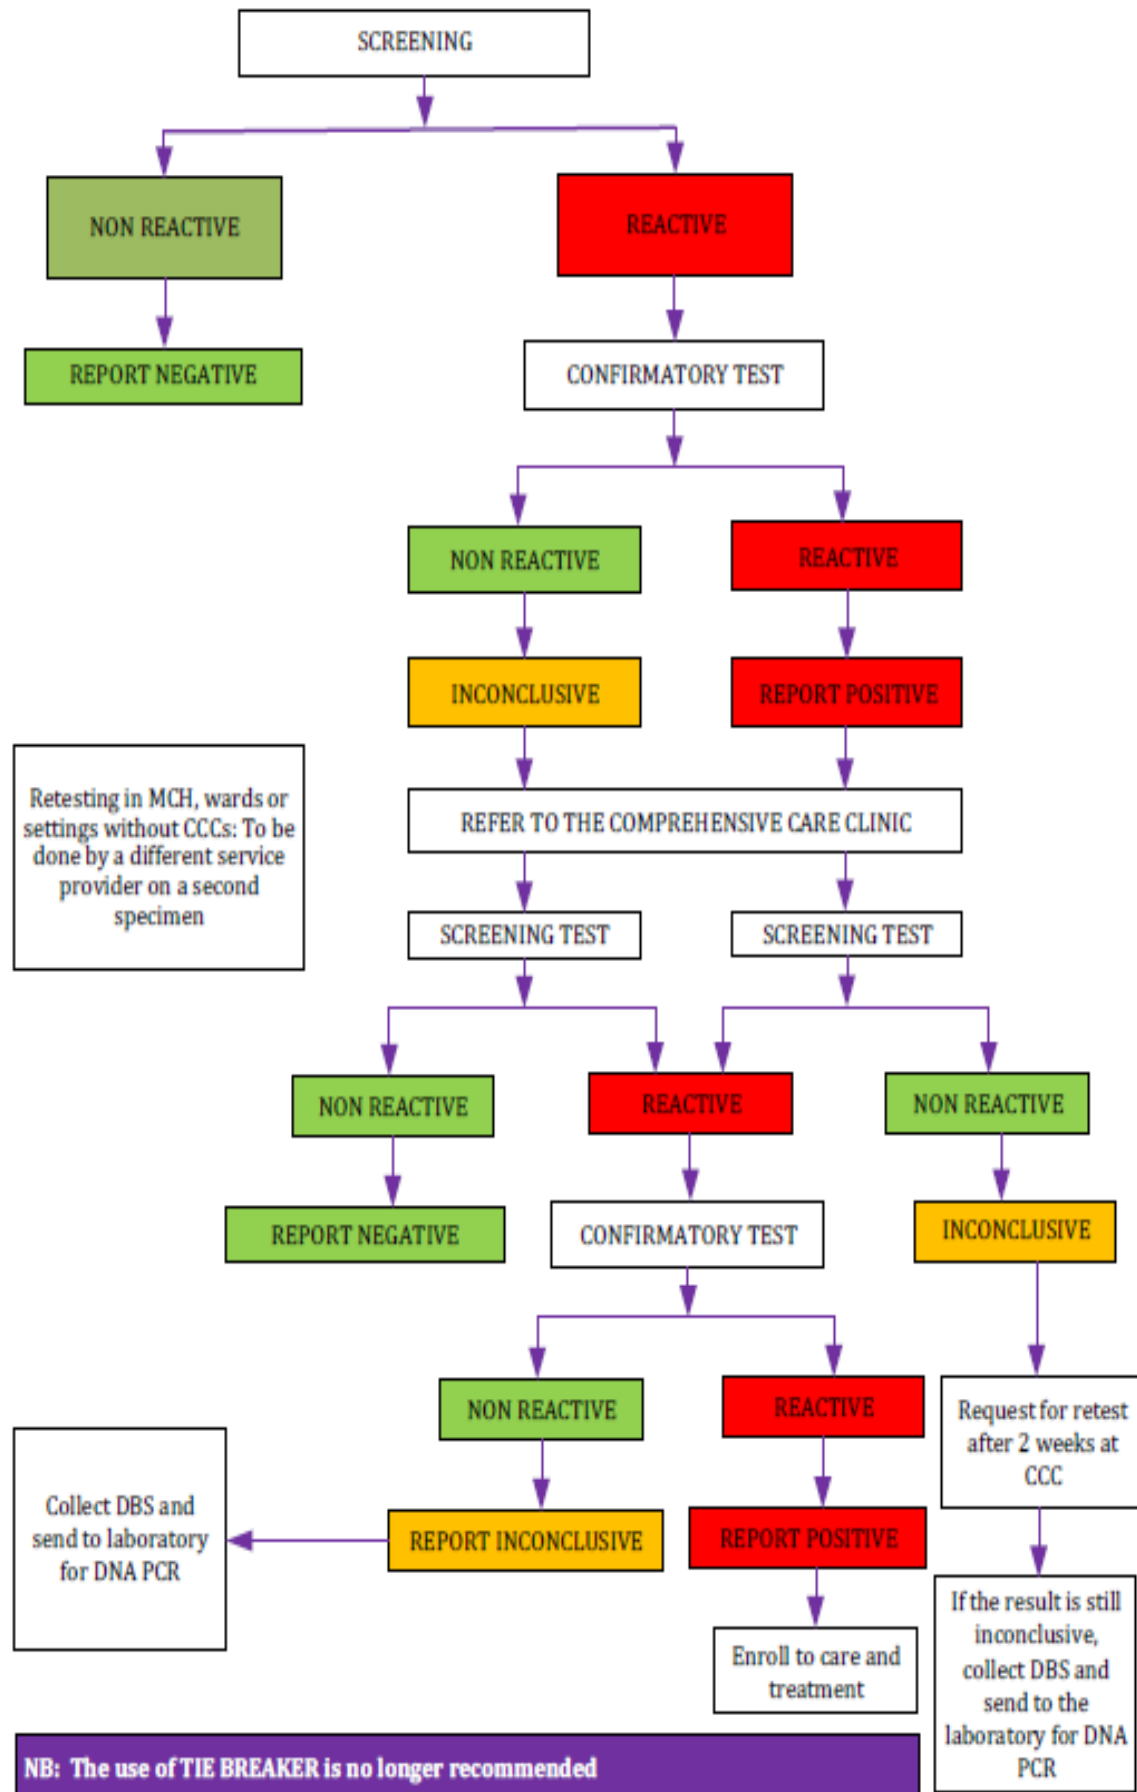 SCREENING
NON REACTIVE
REACTIVE
REPORT NEGATIVE
CONFIRMATORY TEST
NON REACTIVE
REACTIVE
INCONCLUSIVE
REPORT POSITIVE
Retesting in MCH, wards or
settings without CCCs: To be
done by a different service
provider on a second
specimen
REFER TO THE COMPREHENSIVE CARE CLINIC
SCREENING TEST
SCREENING TEST
NON REACTIVE
REACTIVE
NON REACTIVE
REPORT NEGATIVE
CONFIRMATORY TEST
INCONCLUSIVE
NON REACTIVE
REACTIVE
Request for retest
after 2 weeks at
CCC
Collect DBS and
send to laboratory
for DNA PCR
REPORT INCONCLUSIVE
REPORT POSITIVE
Enroll to care and
treatment
If the result is still
inconclusive,
collect DBS and
send to the
laboratory for DNA
PCR
NB: The use of TIE BREAKER is no longer recommended